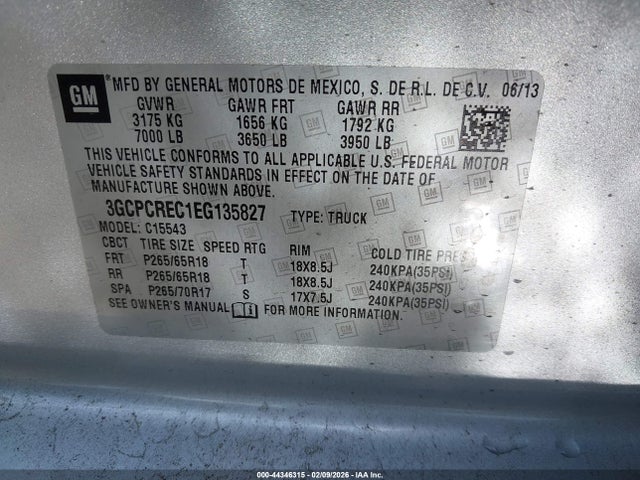 GM MFD BY GENERAL MOTORS DE MEXICO, S. DE R.L. DE C.V. 06/13
GVWR GAWR FRT GAWR RR
3175 KG 1656 KG 1792 KG
7000 LB 3650 LB 3950 LB
THIS VEHICLE CONFORMS TO ALL APPLICABLE U.S. FEDERAL MOTOR
VEHICLE SAFETY STANDARDS IN EFFECT ON THE DATE OF
MANUFACTURE SHOWN ABOVE.
3GCPCREC1EG135827 TYPE: TRUCK
MODEL: C15543
CBCT TIRE SIZE SPEED RTG RIM COLD TIRE PRES
FRT P265/65R18 T 18X8.5J 240KPA(35PSI)
RR P265/65R18 T 18X8.5J 240KPA(35PSI)
SPA P265/70R17 S 17X7.5J 240KPA(35PSI)
SEE OWNER'S MANUAL FOR MORE INFORMATION.
000-44346315 - 02/09/2026 - IAA Inc.